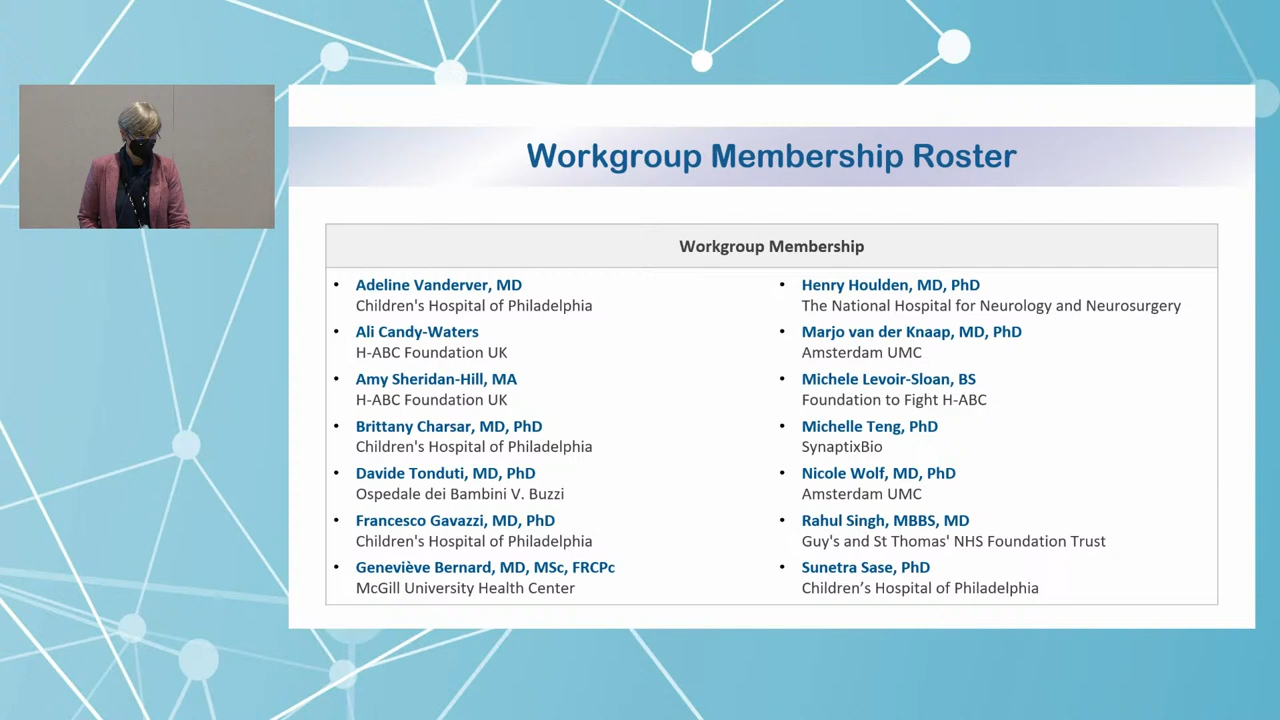 Workgroup Membership Roster
Workgroup Membership
• Adeline Vanderver, MD
Children's Hospital of Philadelphia
• Ali Candy-Waters
H-ABC Foundation UK
• Amy Sheridan-Hill, MA
H-ABC Foundation UK
• Brittany Charsar, MD, PhD
Children's Hospital of Philadelphia
• Davide Tonduti, MD, PhD
Ospedale dei Bambini V. Buzzi
• Francesco Gavazzi, MD, PhD
Children's Hospital of Philadelphia
• Geneviève Bernard, MD, MSc, FRCPc
McGill University Health Center
• Henry Houlden, MD, PhD
The National Hospital for Neurology and Neurosurgery
• Marjo van der Knaap, MD, PhD
Amsterdam UMC
• Michele Levoir-Sloan, BS
Foundation to Fight H-ABC
• Michelle Teng, PhD
SynaptixBio
• Nicole Wolf, MD, PhD
Amsterdam UMC
• Rahul Singh, MBBS, MD
Guy's and St Thomas' NHS Foundation Trust
• Sunetra Sase, PhD
Children’s Hospital of Philadelphia